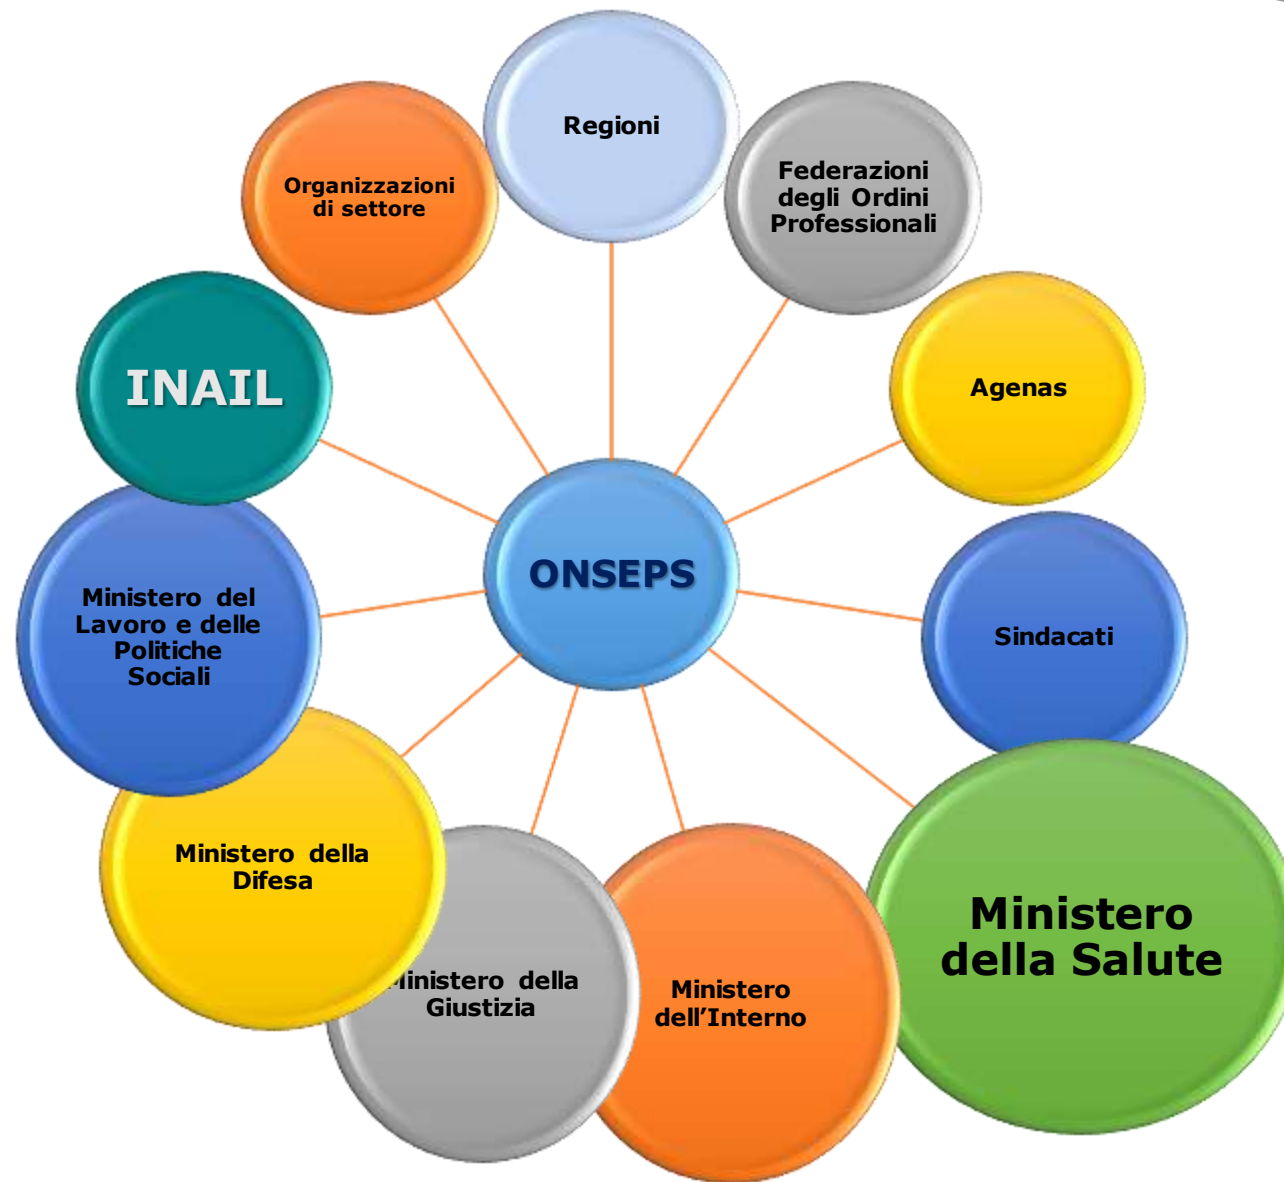 Regioni
Federazioni
degli Ordini
Professionali
Organizzazioni
di settore
Agenas
INAIL
ONSEPS
Ministero del
Lavoro e delle
Politiche
Sociali
Sindacati
Ministero della
Difesa
Ministero
della Salute
Ministero della
Giustizia
Ministero
dell’Interno